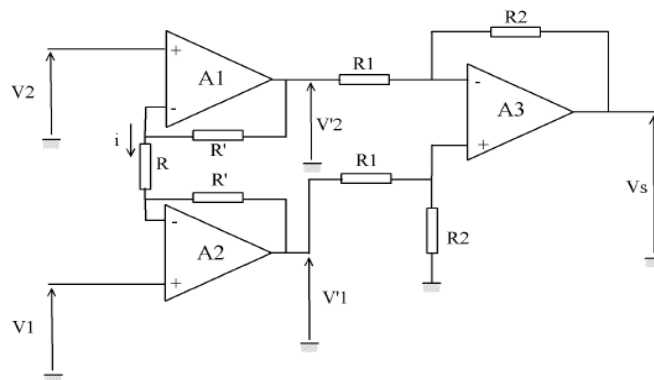 R2
R1
V2
+
-
A1
-
+
A3
V'2
i
R
R'
R'
R1
Vs
-
+
A2
R2
V1
V'1